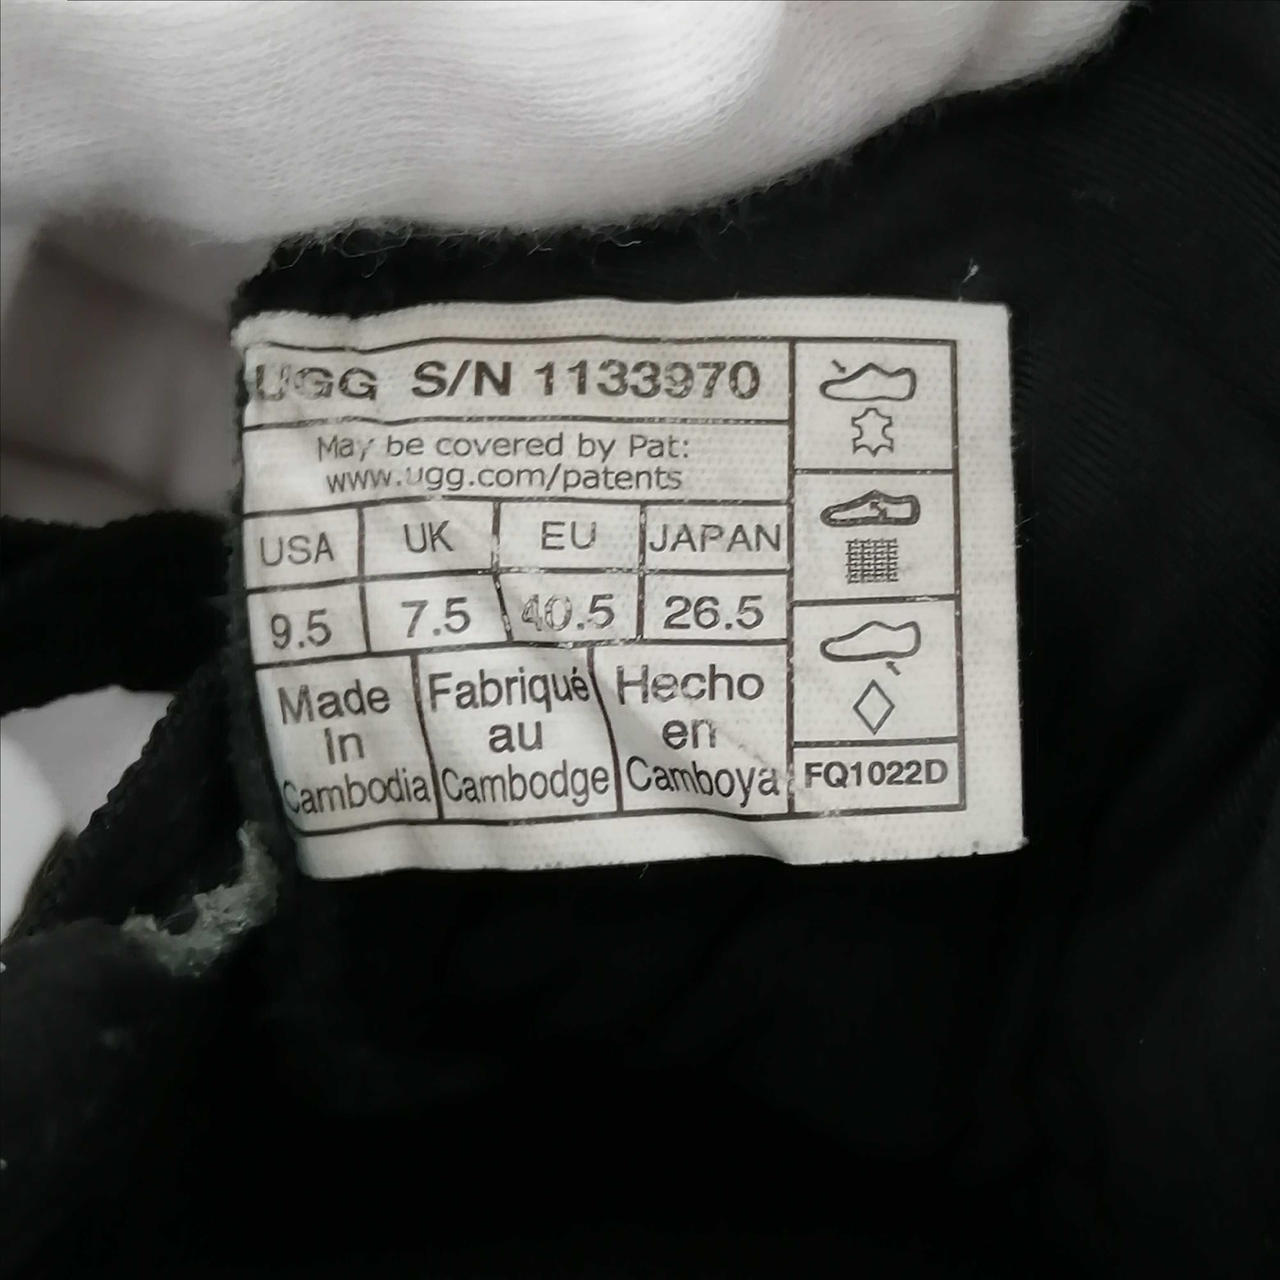 UGG S/N 1133970
May be covered by Pat:
www.ugg.com/patents
USA UK EU JAPAN
9.5 7.5 40.5 26.5
Made in Cambodia
Fabriqué au Cambodge
Hecho en Camboya
FQ1022D